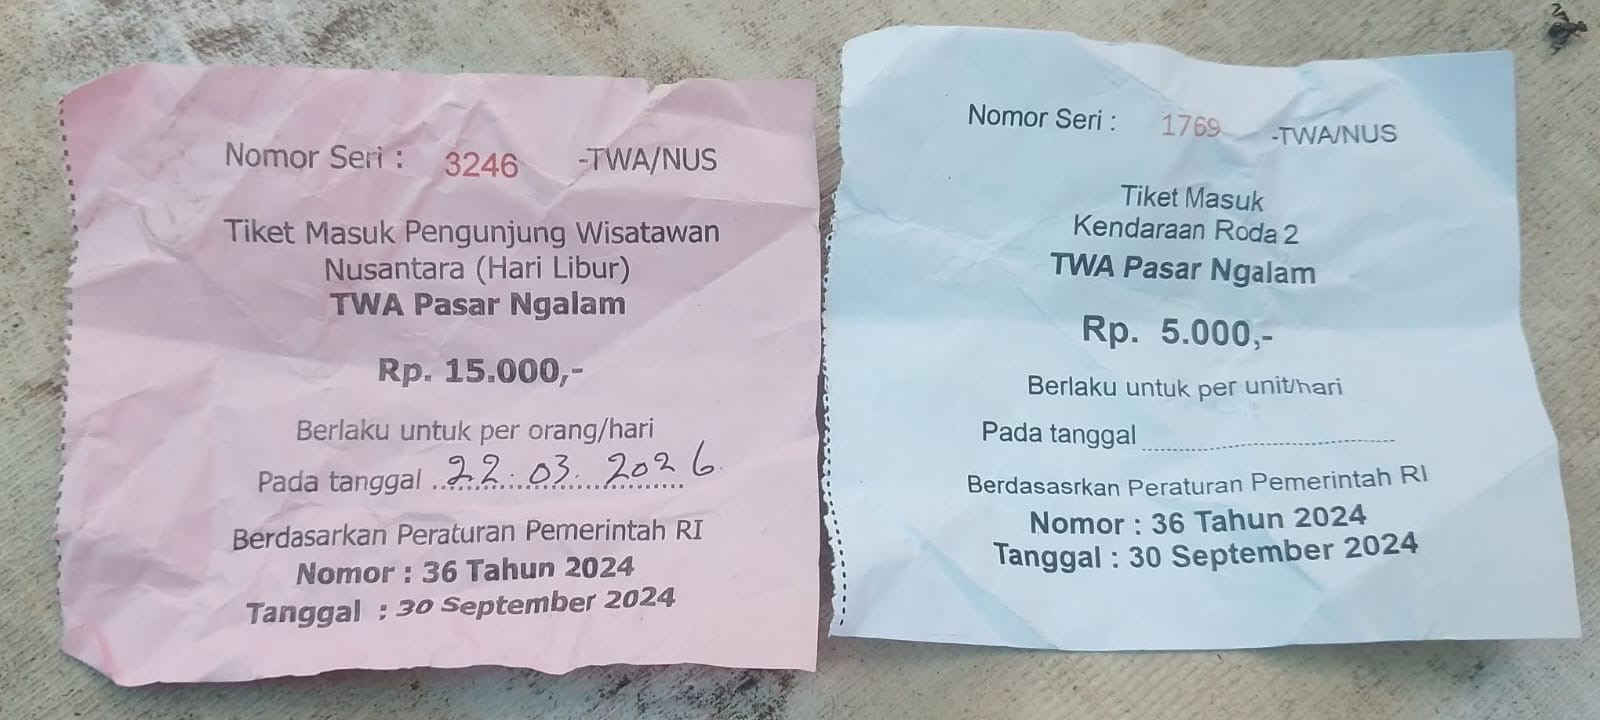 Nomor Seri : 3246 -TWA/NUS
Tiket Masuk Pengunjung Wisatawan
Nusantara (Hari Libur)
TWA Pasar Ngalam
Rp. 15.000,-
Berlaku untuk per orang/hari
Pada tanggal 22.03.2026.
Berdasarkan Peraturan Pemerintah RI
Nomor : 36 Tahun 2024
Tanggal : 30 September 2024
Nomor Seri : 1769 -TWA/NUS
Tiket Masuk
Kendaraan Roda 2
TWA Pasar Ngalam
Rp. 5.000,-
Berlaku untuk per unit/hari
Pada tanggal ........................................
Berdasasrkan Peraturan Pemerintah RI
Nomor : 36 Tahun 2024
Tanggal : 30 September 2024